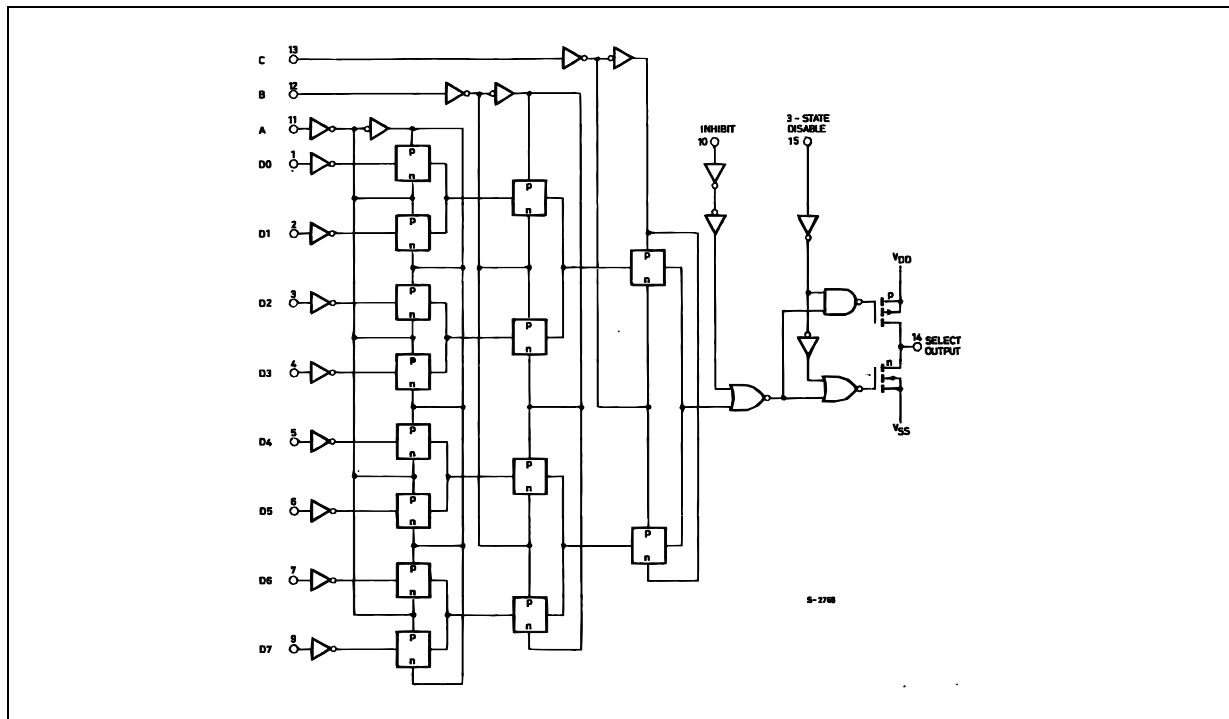 13
C
12
B
11
A
1
D0
2
D1
3
D2
4
D3
5
D4
6
D5
7
D6
9
D7
p
n
p
n
p
n
p
n
p
n
p
n
p
n
p
n
p
n
p
n
p
n
p
n
p
n
p
n
INHIBIT
10
3 - STATE
DISABLE
15
VDD
p
14 SELECT
OUTPUT
n
VSS
S-2768